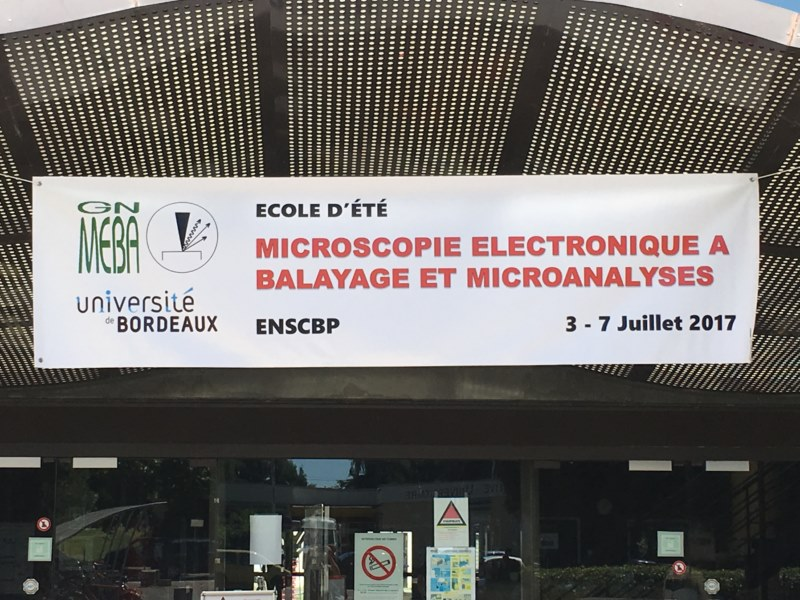 GN
MEBA
université
de BORDEAUX
ECOLE D'ÉTÉ
MICROSCOPIE ELECTRONIQUE A
BALAYAGE ET MICROANALYSES
ENSCBP
3 - 7 Juillet 2017